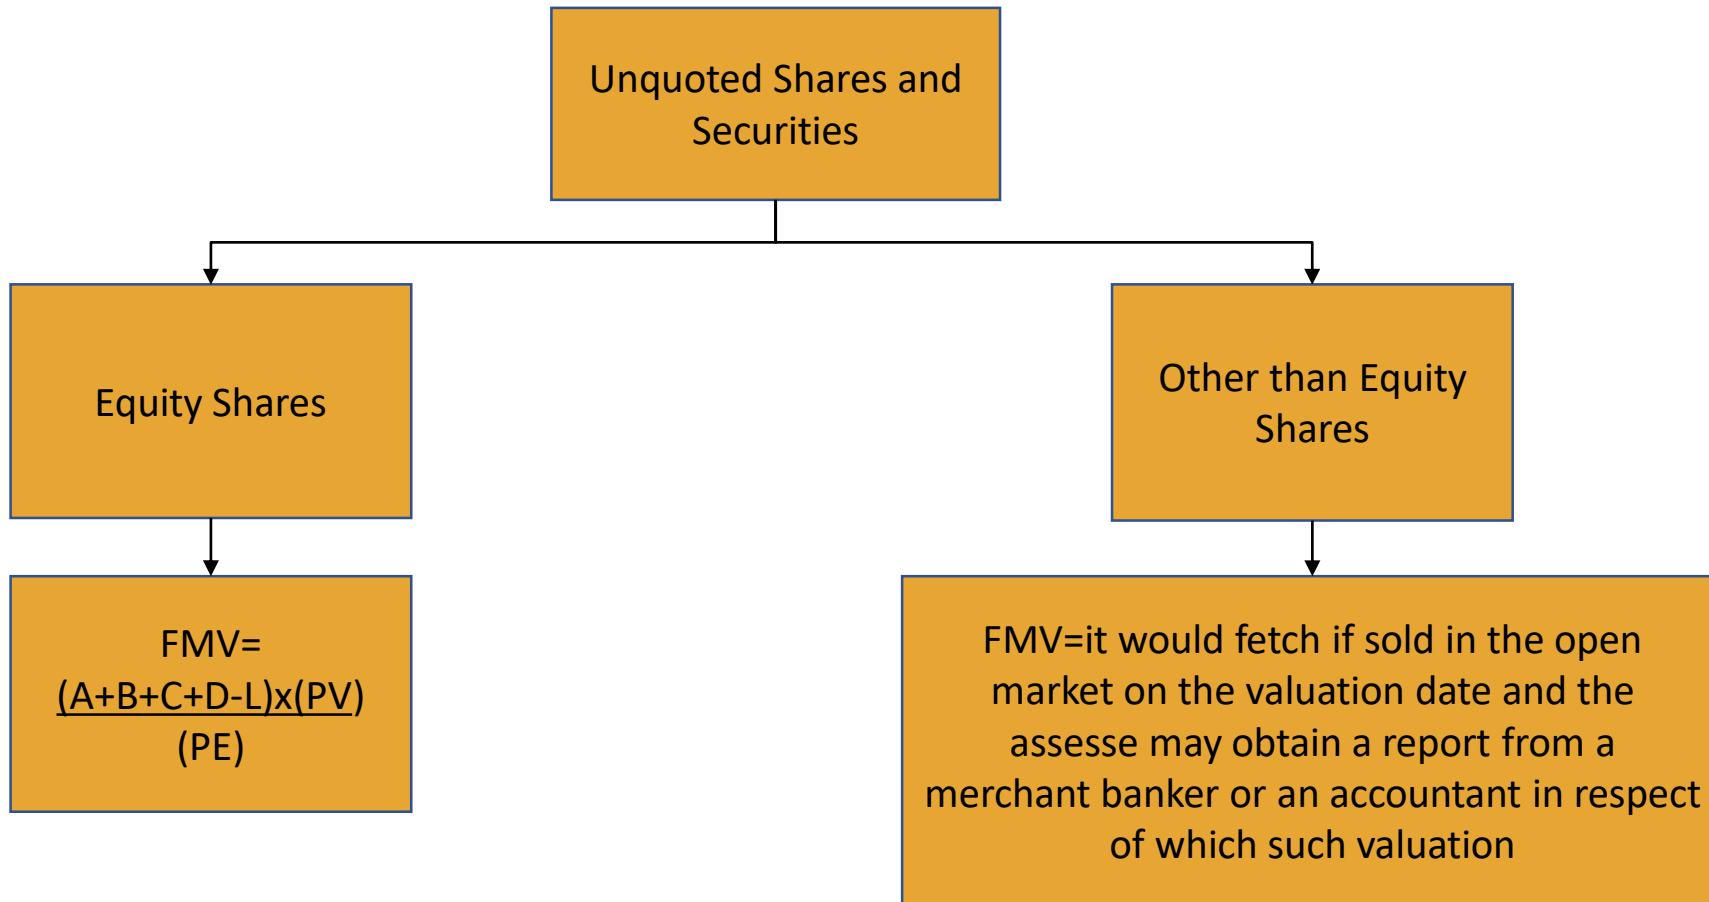 Unquoted Shares and
Securities
Equity Shares
Other than Equity
Shares
FMV=
(A+B+C+D-L)x(PV)
(PE)
FMV=it would fetch if sold in the open
market on the valuation date and the
assesse may obtain a report from a
merchant banker or an accountant in respect
of which such valuation